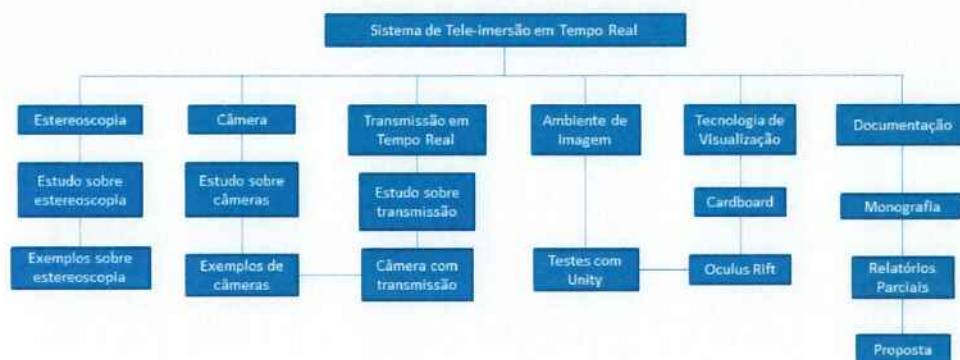 Sistema de Tele-imersão em Tempo Real
Estereoscopia
Câmera
Transmissão em
Tempo Real
Ambiente de
Imagem
Tecnologia de
Visualização
Documentação
Estudo sobre
estereoscopia
Estudo sobre
câmeras
Estudo sobre
transmissão
Cardboard
Monografia
Exemplos sobre
estereoscopia
Exemplos de
câmeras
Câmera com
transmissão
Testes com
Unity
Oculus Rift
Relatórios
Parciais
Proposta